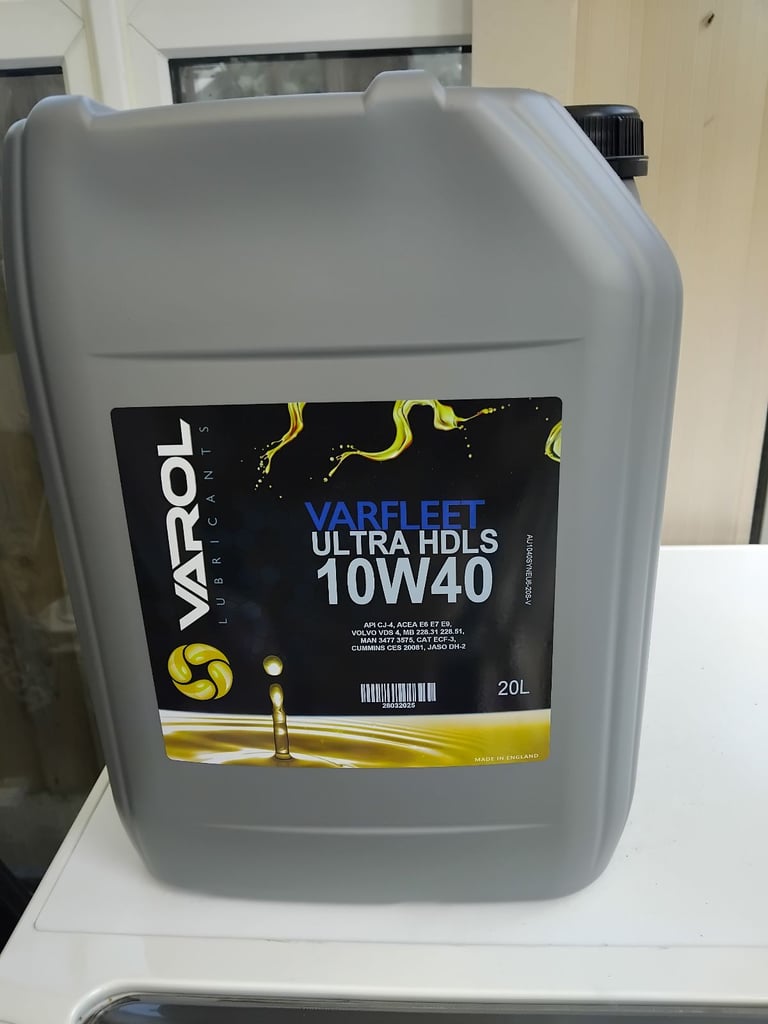 VAROL
LUBRICANTS
VARFLEET
ULTRA HDLS
10W40
API CJ-4, ACEA E6 E7 E9,
VOLVO VDS 4, MB 228.31 228.51,
MAN 3477 3575, CAT ECF-3,
CUMMINS CES 20081, JASO DH-2
28032025
20L
AU1040SYNEU6-20S-V
MADE IN ENGLAND